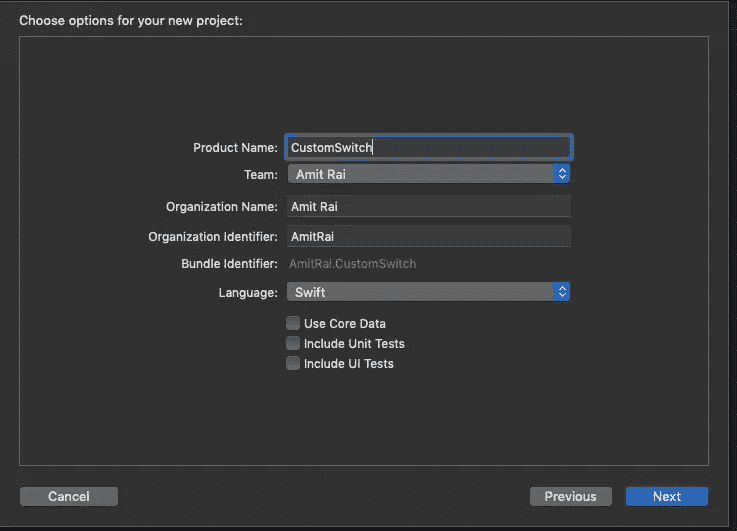 Choose options for your new project:
Product Name: CustomSwitch
Team: Amit Rai
Organization Name: Amit Rai
Organization Identifier: AmitRai
Bundle Identifier: AmitRai.CustomSwitch
Language: Swift
Use Core Data
Include Unit Tests
Include UI Tests
Cancel Previous Next